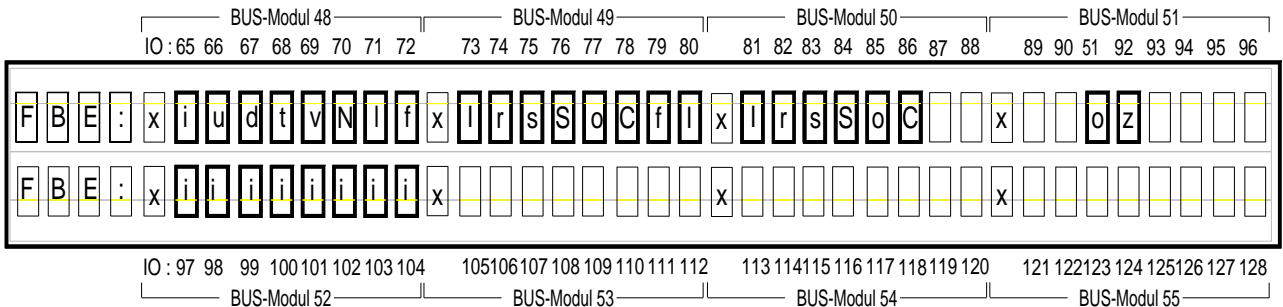 BUS-Modul 48 BUS-Modul 49 BUS-Modul 50 BUS-Modul 51
IO : 65 66 67 68 69 70 71 72 73 74 75 76 77 78 79 80 81 82 83 84 85 86 87 88 89 90 51 92 93 94 95 96
F B E : x i u d t v N l f x l r s S o C f l x l r s S o C x o z
F B E : x i i i i i i i i x x x
IO : 97 98 99 100 101 102 103 104 105 106 107 108 109 110 111 112 113 114 115 116 117 118 119 120 121 122 123 124 125 126 127 128
BUS-Modul 52 BUS-Modul 53 BUS-Modul 54 BUS-Modul 55